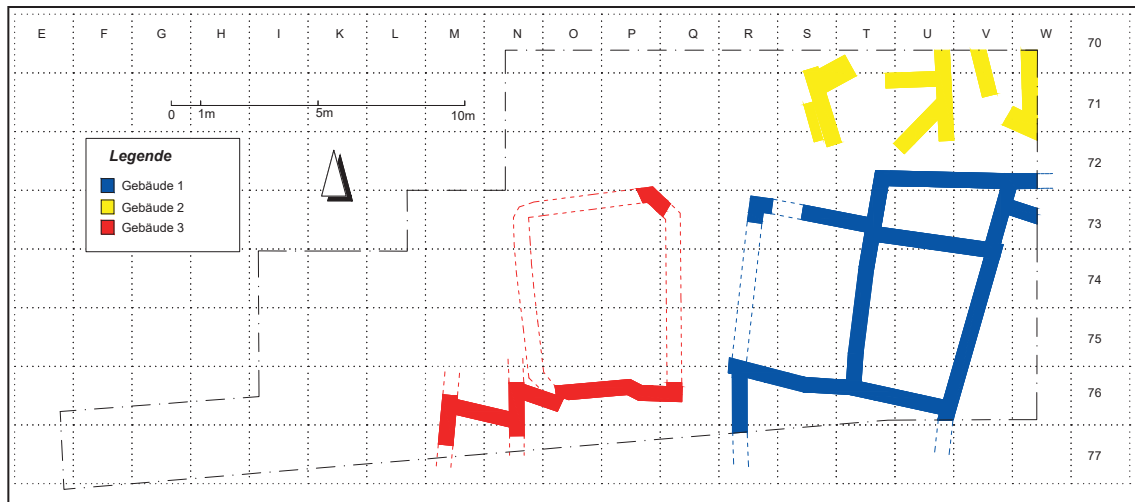 E F G H I K L M N O P Q R S T U V W 70
71
0 1m 5m 10m
Legende
72
Gebäude 1
Gebäude 2
Gebäude 3
73
74
75
76
77